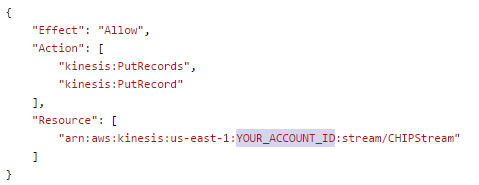 {
"Effect": "Allow",
"Action": [
"kinesis:PutRecords",
"kinesis:PutRecord"
],
"Resource": [
"arn:aws:kinesis:us-east-1:YOUR_ACCOUNT_ID:stream/CHIPStream"
]
}